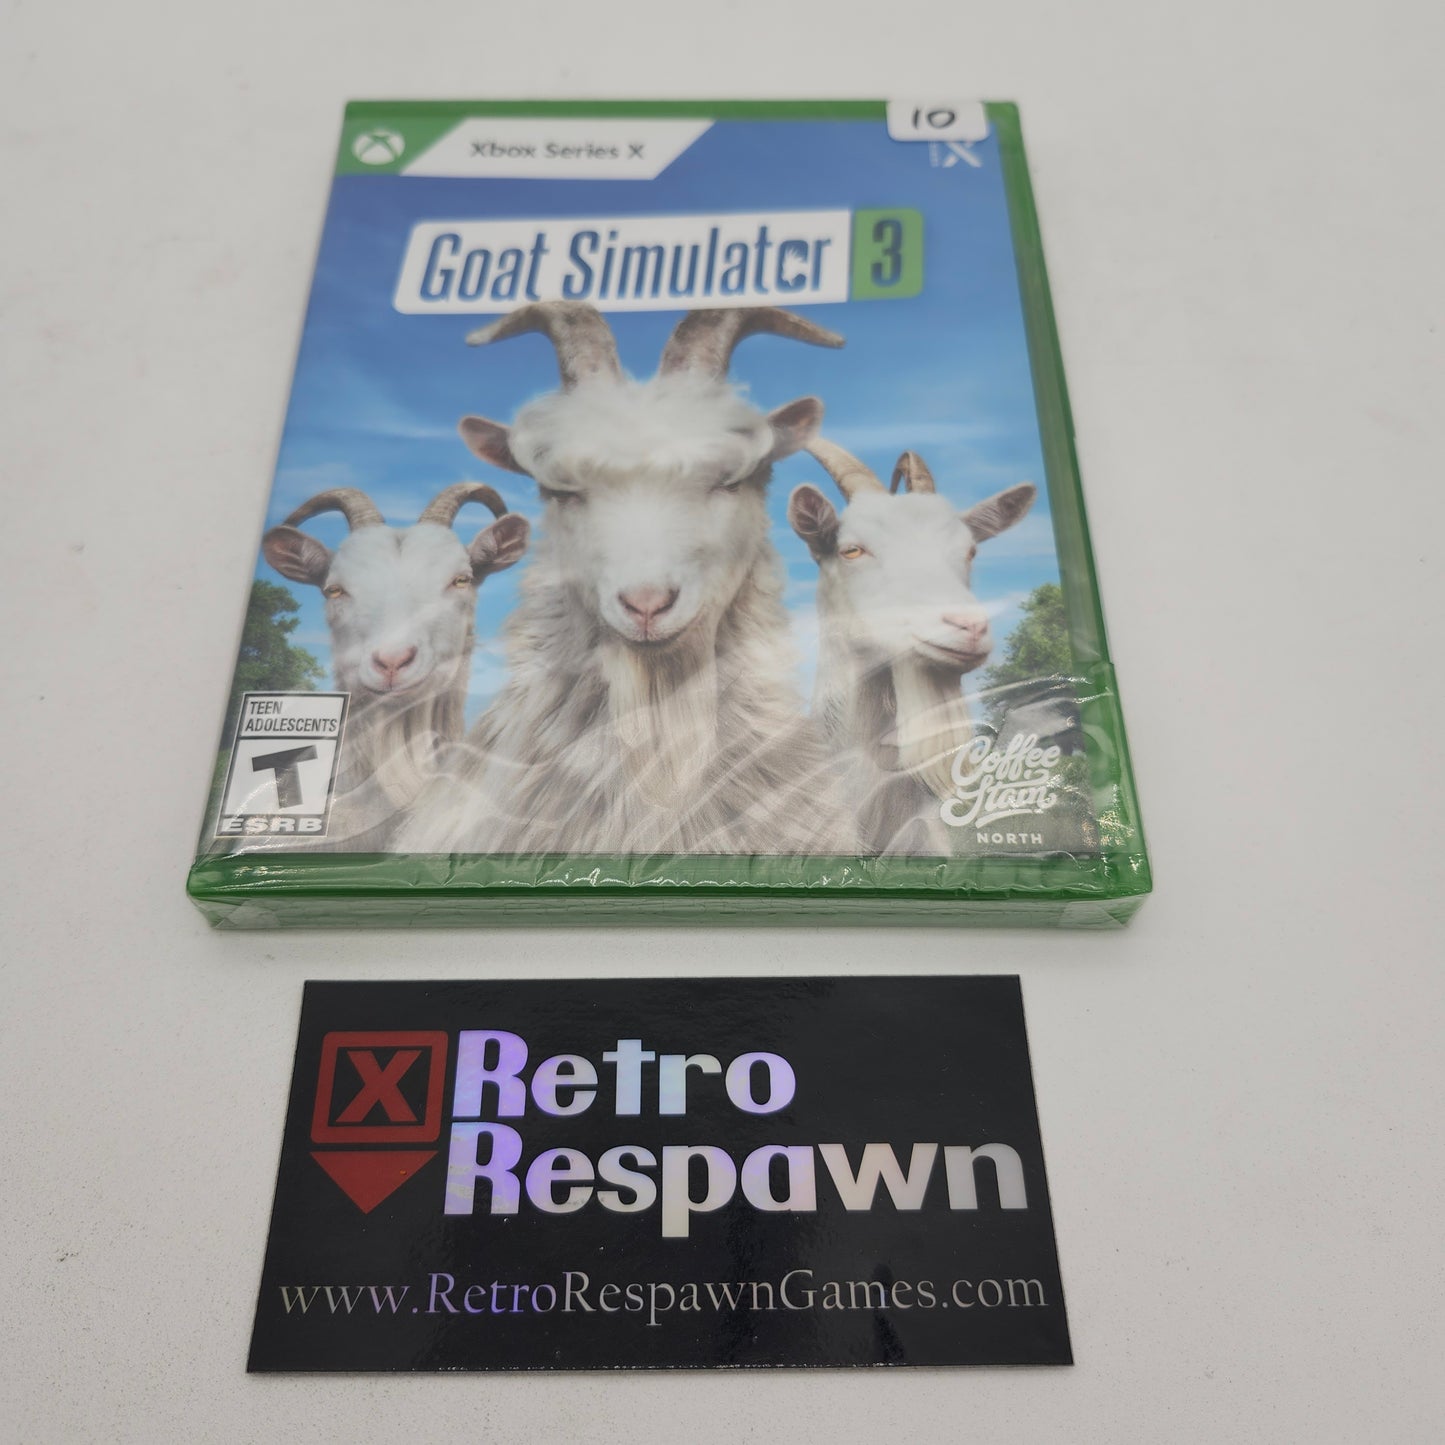 10
Xbox Series X
X
Goat Simulator 3
TEEN
ADOLESCENTS
T
ESRB
Coffee
Stain
NORTH
X Retro
Respawn
www.RetroRespawnGames.com